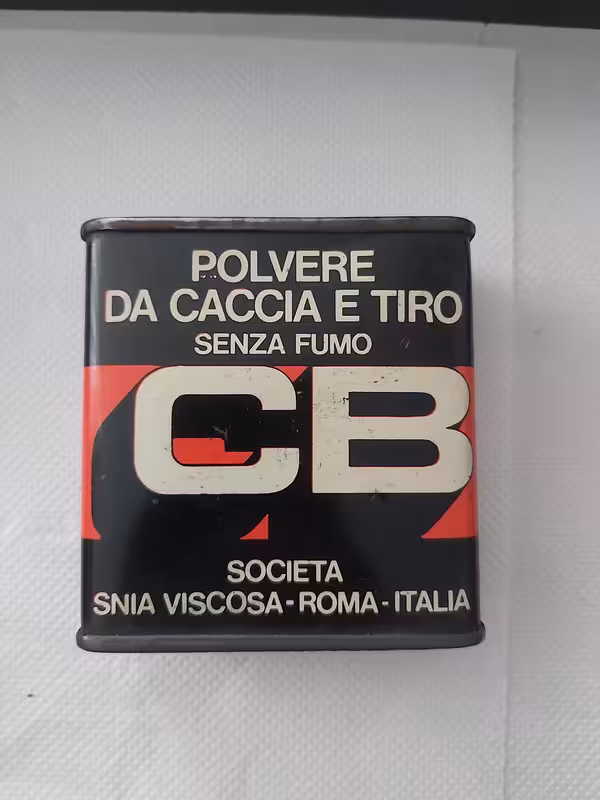 POLVERE
DA CACCIA E TIRO
SENZA FUMO
CB
SOCIETA
SNIA VISCOSA-ROMA-ITALIA